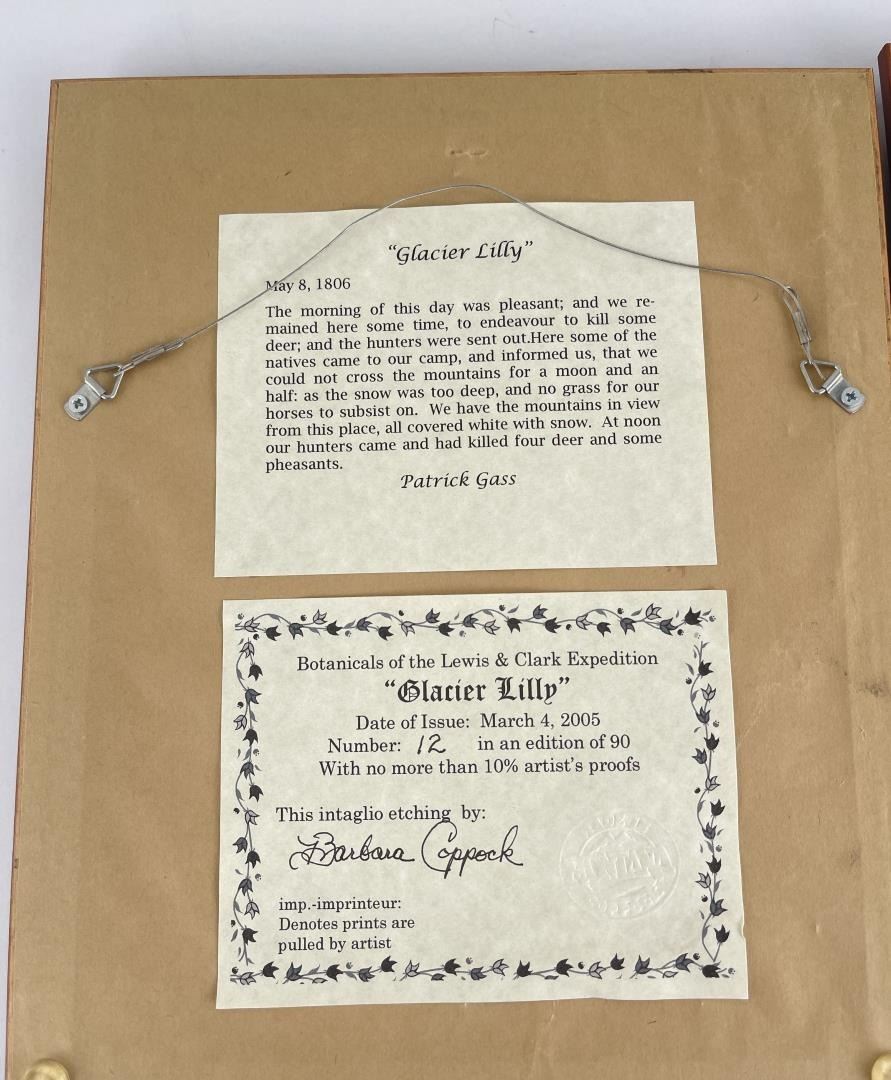 “Glacier Lilly”
May 8, 1806
The morning of this day was pleasant; and we re-
mained here some time, to endeavour to kill some
deer; and the hunters were sent out.Here some of the
natives came to our camp, and informed us, that we
could not cross the mountains for a moon and an
half: as the snow was too deep, and no grass for our
horses to subsist on.  We have the mountains in view
from this place, all covered white with snow.  At noon
our hunters came and had killed four deer and some
pheasants.
Patrick Gass
Botanicals of the Lewis & Clark Expedition
“Glacier Lilly”
Date of Issue:  March 4, 2005
Number: 12 in an edition of 90
With no more than 10% artist’s proofs
This intaglio etching by:
Barbara Coppock
imp.-imprinteur:
Denotes prints are
pulled by artist